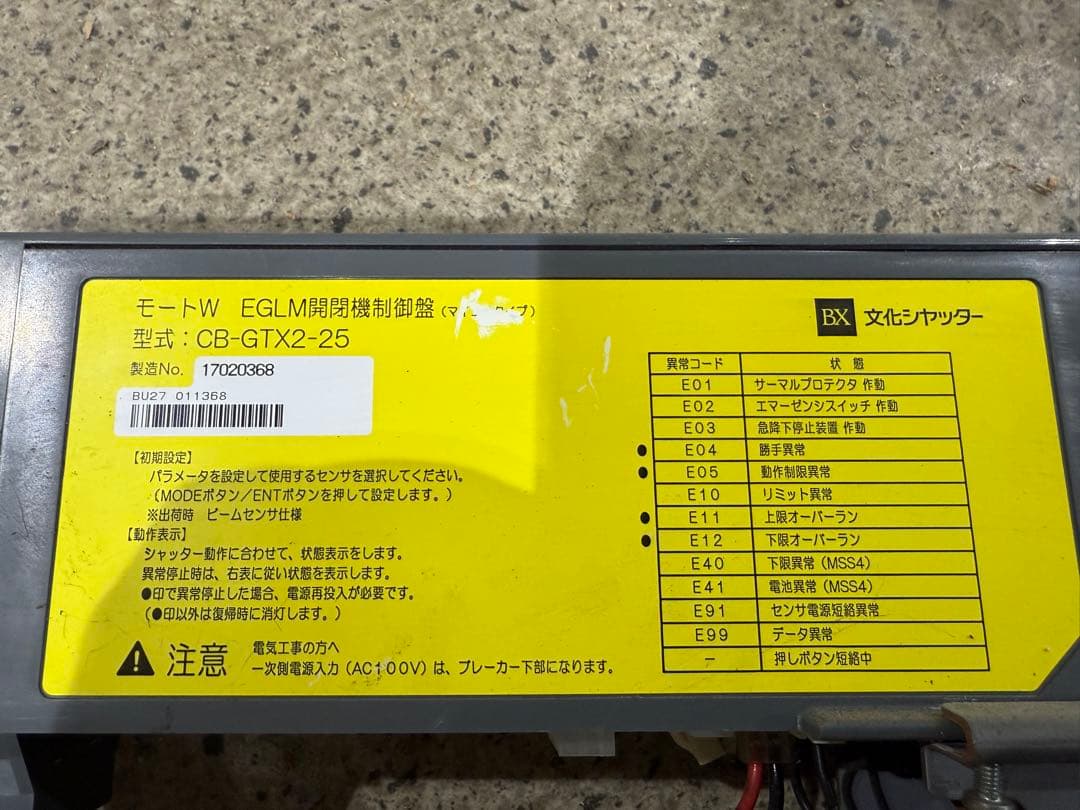 モートW EGLM開閉機制御盤
型式：CB-GTX2-25
製造No. 17020368
BU27 011368
【初期設定】
パラメータを設定して使用するセンサを選択してください。
（MODEボタン／ENTボタンを押して設定します。）
※出荷時 ビームセンサ仕様
【動作表示】
シャッター動作に合わせて、状態表示をします。
異常停止時は、右表に従い状態を表示します。
●印で異常停止した場合、電源再投入が必要です。
（●印以外は復帰時に消灯します。）
注意
電気工事の方へ
一次側電源入力（AC100V）は、ブレーカー下部になります。
BX 文化シヤッター
異常コード 状態
E01 サーマルプロテクタ 作動
E02 エマーゼンシスイッチ 作動
E03 急降下停止装置 作動
● E04 勝手異常
● E05 動作制限異常
E10 リミット異常
● E11 上限オーバーラン
● E12 下限オーバーラン
E40 下限異常（MSS4）
E41 電池異常（MSS4）
E91 センサ電源短絡異常
E99 データ異常
− 押しボタン短絡中